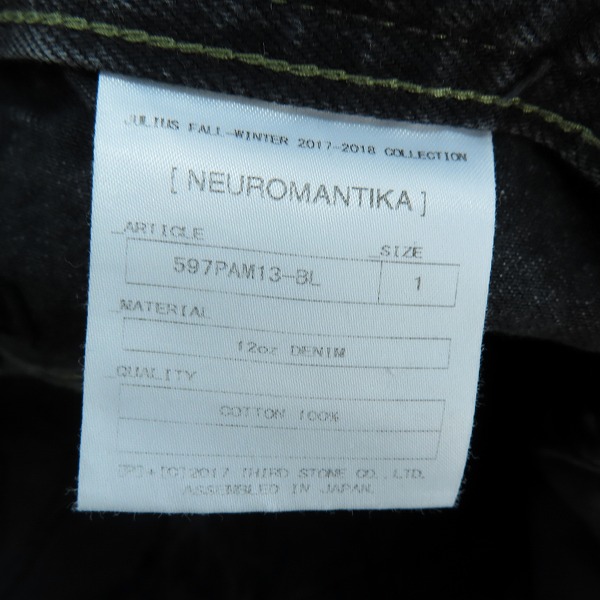 JULIUS FALL-WINTER 2017-2018 COLLECTION
[ NEUROMANTIKA ]
_ARTICLE _SIZE
597PAM13-BL 1
_MATERIAL
12oz DENIM
_QUALITY
COTTON 100%
[P]+[C]2017 THIRD STONE CO.,LTD.
ASSEMBLED IN JAPAN.